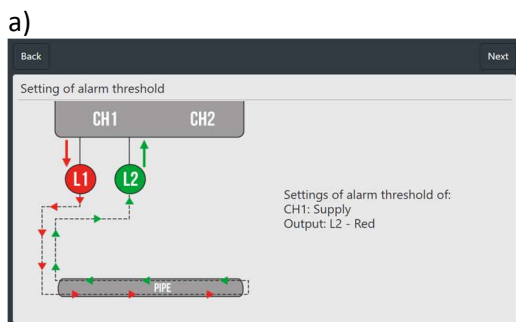 a)
Back
Next
Setting of alarm threshold
CH1
CH2
L1
L2
Settings of alarm threshold of:
CH1: Supply
Output: L2 - Red
PIPE